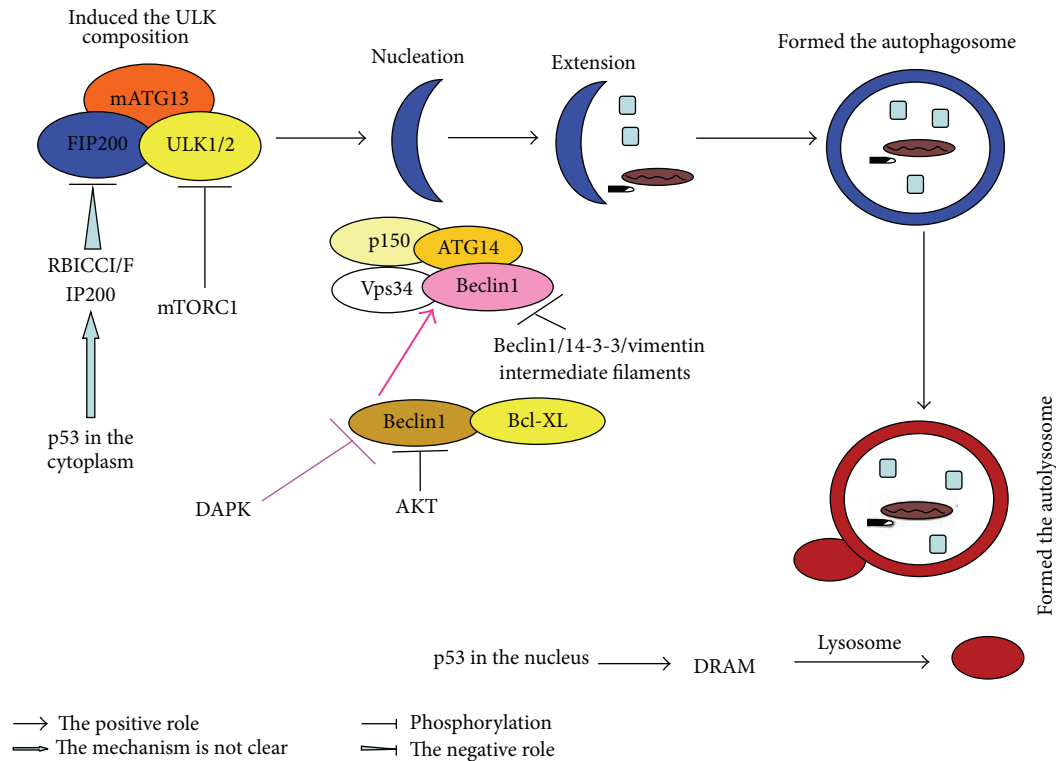 Induced the ULK
composition
mATG13
FIP200
ULK1/2
RBICCI/F
IP200
mTORC1
p53 in the
cytoplasm
Nucleation
Extension
Formed the autophagosome
p150
ATG14
Vps34
Beclin1
Beclin1/14-3-3/vimentin
intermediate filaments
Beclin1
Bcl-XL
DAPK
AKT
Formed the autolysosome
p53 in the nucleus
DRAM
Lysosome
The positive role
The mechanism is not clear
Phosphorylation
The negative role